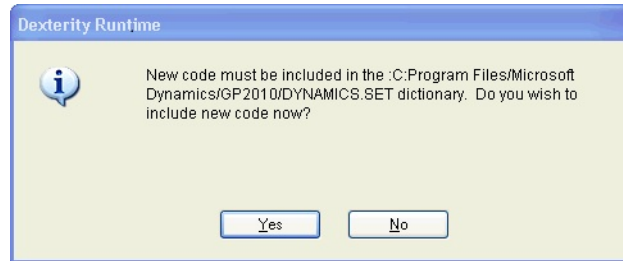 Dexterity Runtime
New code must be included in the :C:Program Files/Microsoft
Dynamics/GP2010/DYNAMICS.SET dictionary. Do you wish to
include new code now?
Yes
No